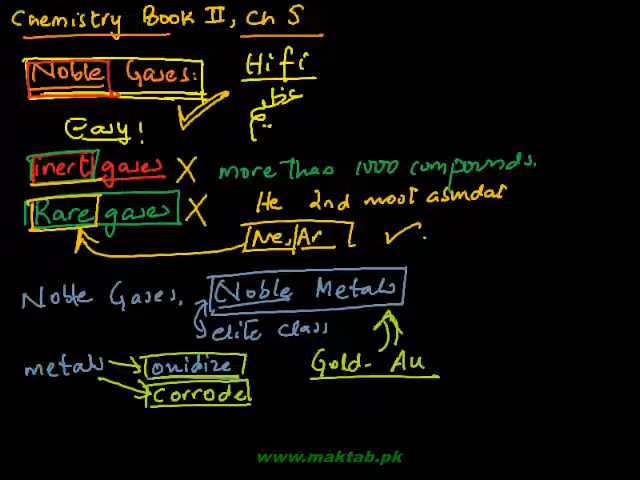 Chemistry Book II, Ch 5
Noble Gases: Hifi
عظیم
Easy!
inert gases X more than 1000 compounds.
Rare gases X He 2nd most
Ne, Ar
Noble Gases. Noble Metals
elite class
metals oxidize Gold - Au
corrode
www.maktab.pk